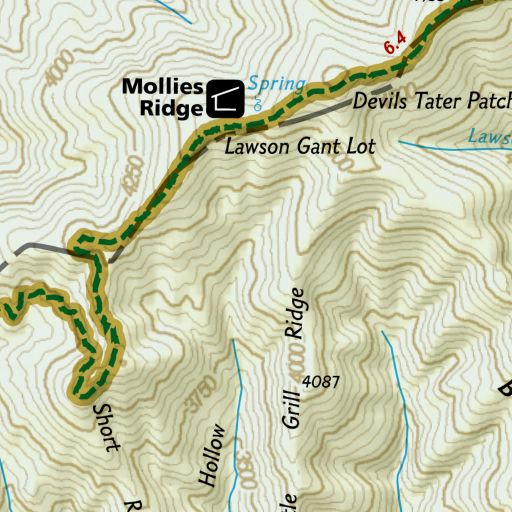 6.4
4000
Mollies
Ridge
Spring
Devils Tater Patch
Lawson Gant Lot
4250
Grill Ridge
4000
4087
3750
Short
Hollow
3500